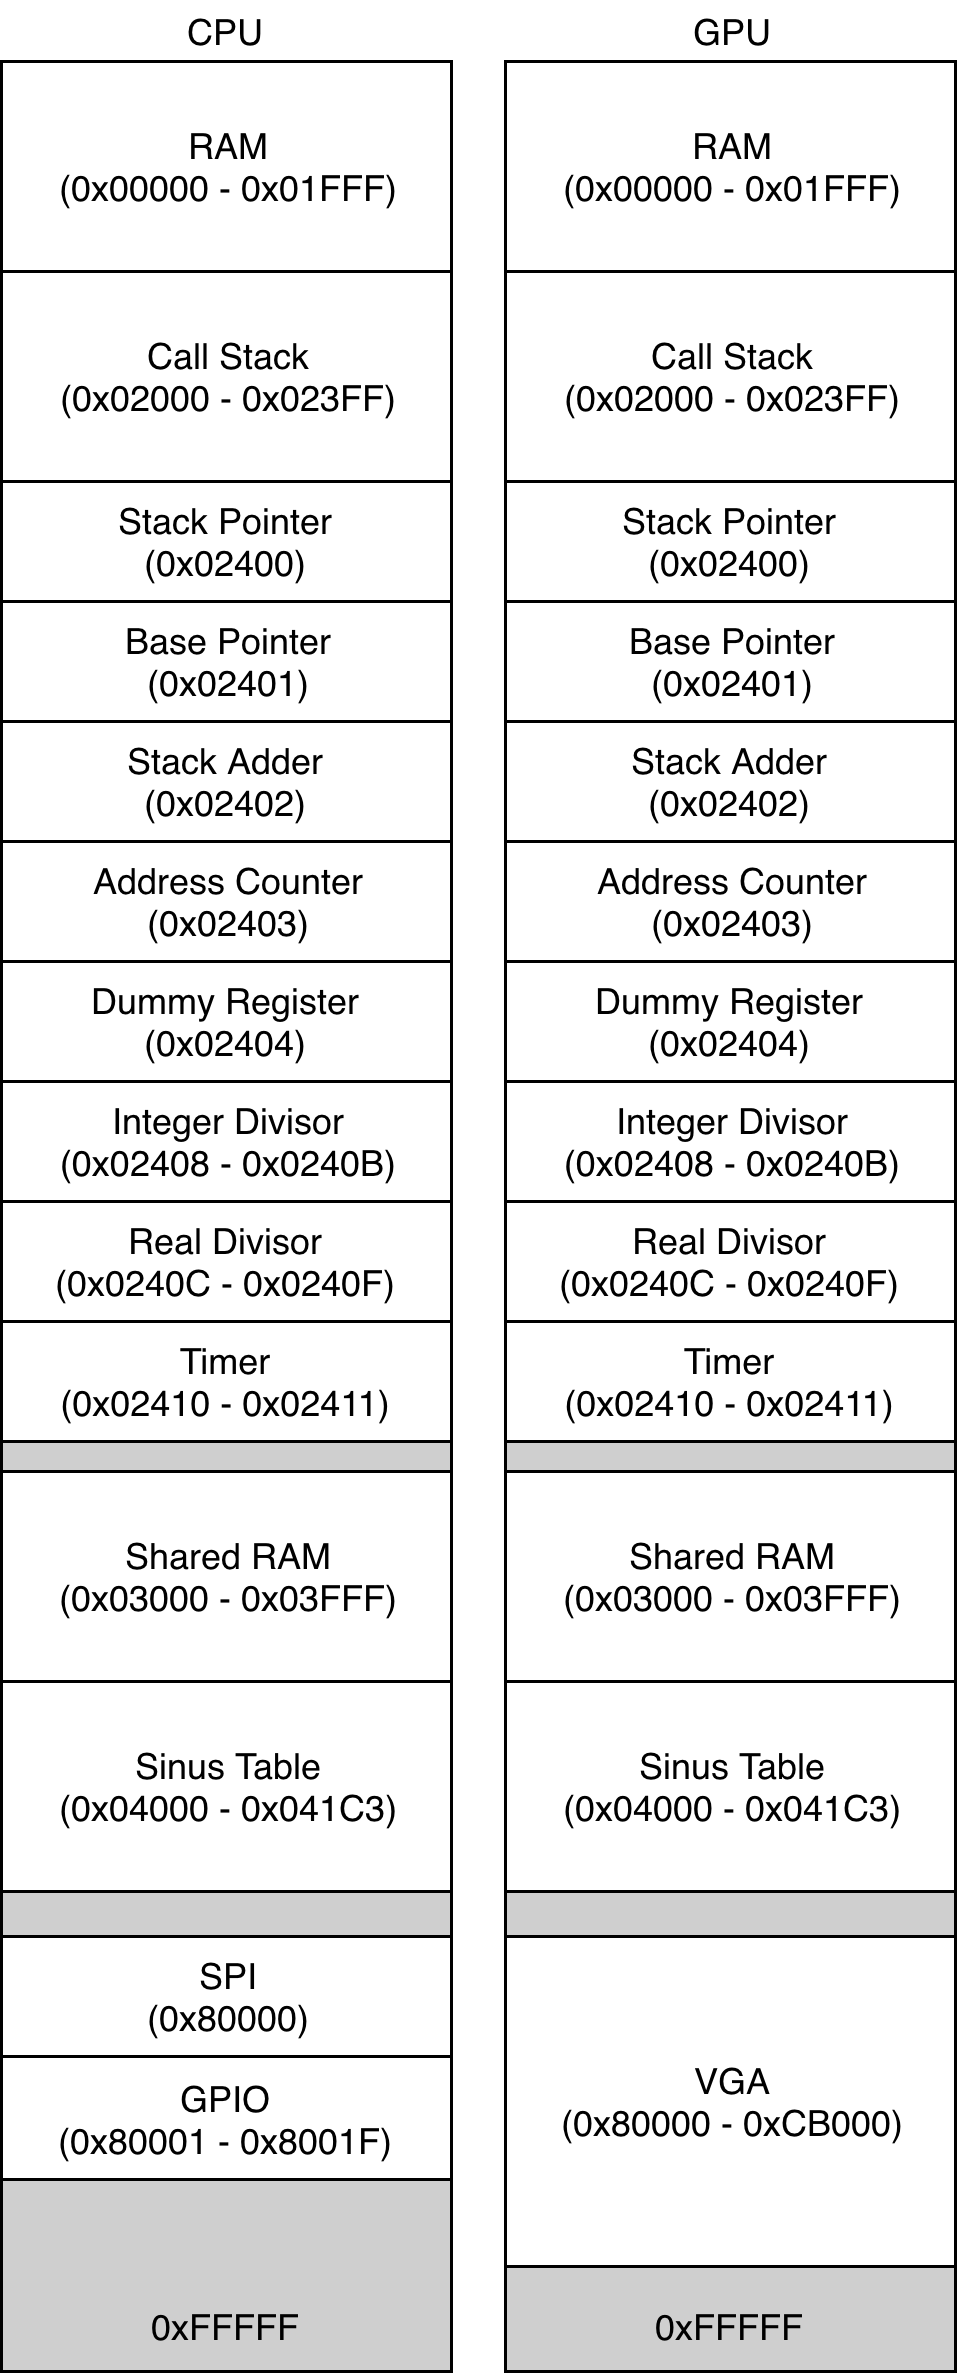 CPU
RAM
(0x00000 - 0x01FFF)
Call Stack
(0x02000 - 0x023FF)
Stack Pointer
(0x02400)
Base Pointer
(0x02401)
Stack Adder
(0x02402)
Address Counter
(0x02403)
Dummy Register
(0x02404)
Integer Divisor
(0x02408 - 0x0240B)
Real Divisor
(0x0240C - 0x0240F)
Timer
(0x02410 - 0x02411)
Shared RAM
(0x03000 - 0x03FFF)
Sinus Table
(0x04000 - 0x041C3)
SPI
(0x80000)
GPIO
(0x80001 - 0x8001F)
0xFFFFF
GPU
RAM
(0x00000 - 0x01FFF)
Call Stack
(0x02000 - 0x023FF)
Stack Pointer
(0x02400)
Base Pointer
(0x02401)
Stack Adder
(0x02402)
Address Counter
(0x02403)
Dummy Register
(0x02404)
Integer Divisor
(0x02408 - 0x0240B)
Real Divisor
(0x0240C - 0x0240F)
Timer
(0x02410 - 0x02411)
Shared RAM
(0x03000 - 0x03FFF)
Sinus Table
(0x04000 - 0x041C3)
VGA
(0x80000 - 0xCB000)
0xFFFFF